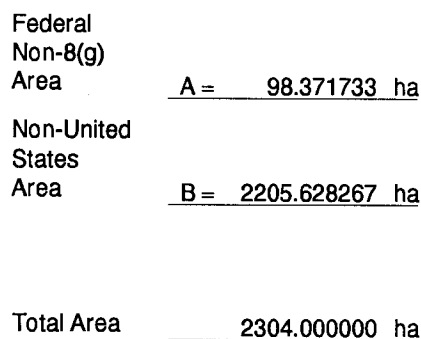 Federal
Non-8(g)
Area A = 98.371733 ha
Non-United
States
Area B = 2205.628267 ha
Total Area 2304.000000 ha